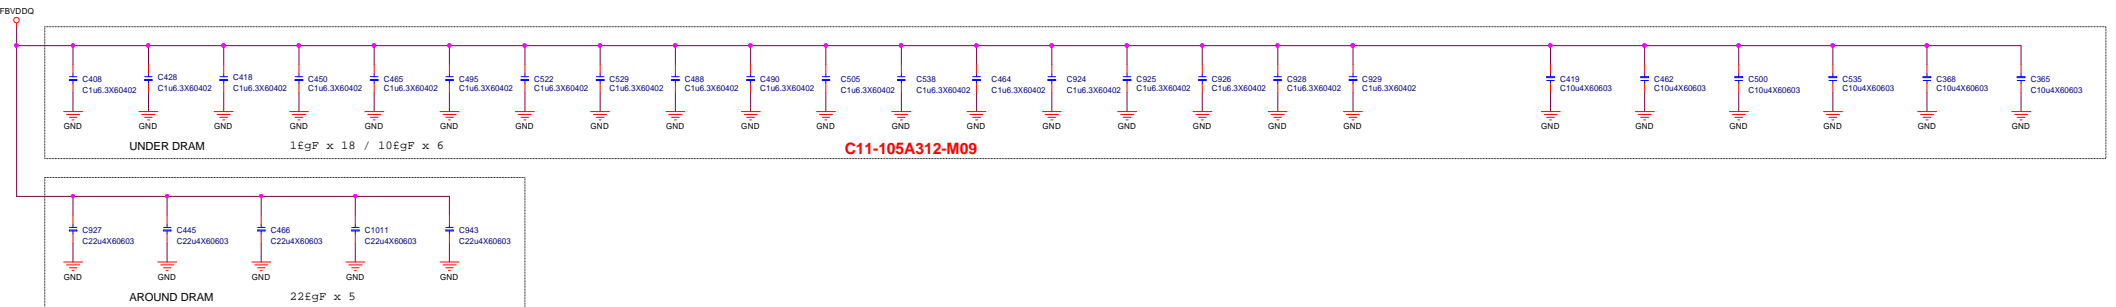 FBVDDQ
C408
C1u6.3X60402
GND
C428
C1u6.3X60402
GND
C418
C1u6.3X60402
GND
C450
C1u6.3X60402
GND
C465
C1u6.3X60402
GND
C495
C1u6.3X60402
GND
C522
C1u6.3X60402
GND
C529
C1u6.3X60402
GND
C488
C1u6.3X60402
GND
C490
C1u6.3X60402
GND
C505
C1u6.3X60402
GND
C538
C1u6.3X60402
GND
C464
C1u6.3X60402
GND
C924
C1u6.3X60402
GND
C925
C1u6.3X60402
GND
C926
C1u6.3X60402
GND
C928
C1u6.3X60402
GND
C929
C1u6.3X60402
GND
C419
C10u4X60603
GND
C462
C10u4X60603
GND
C500
C10u4X60603
GND
C535
C10u4X60603
GND
C368
C10u4X60603
GND
C365
C10u4X60603
GND
UNDER DRAM
1£gF x 18 / 10£gF x 6
C11-105A312-M09
C927
C22u4X60603
GND
C445
C22u4X60603
GND
C466
C22u4X60603
GND
C1011
C22u4X60603
GND
C943
C22u4X60603
GND
AROUND DRAM
22£gF x 5